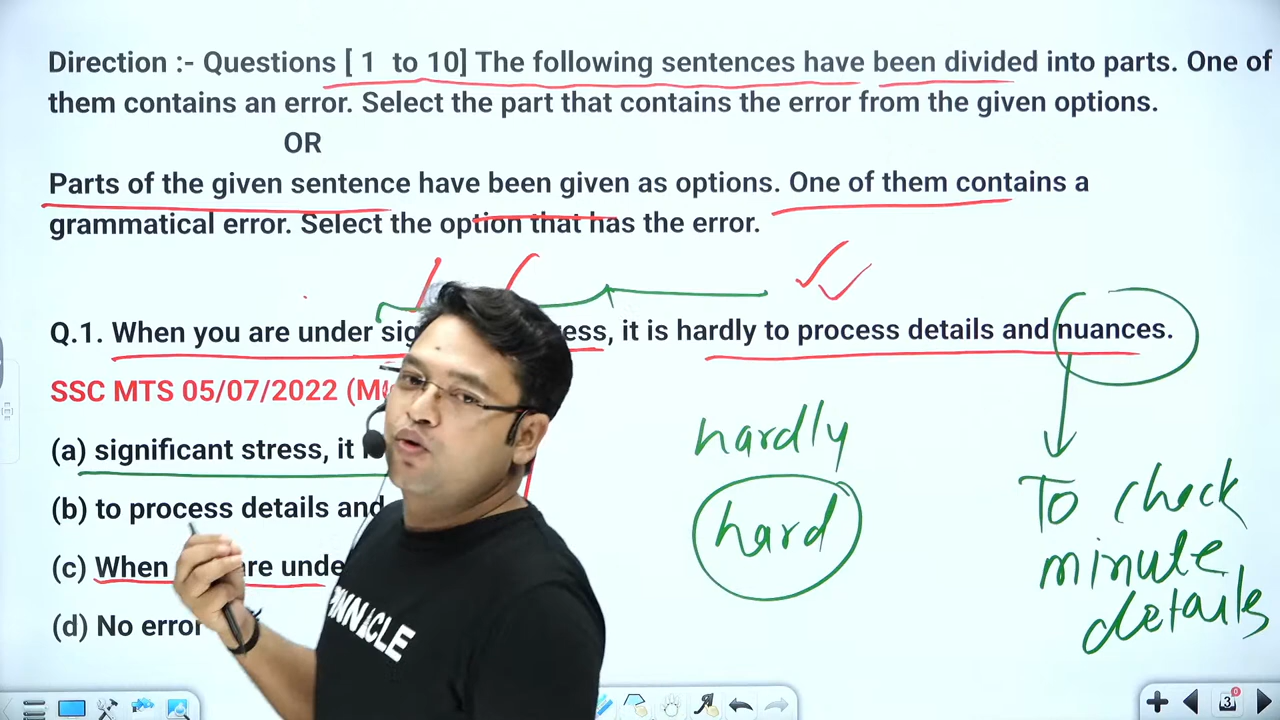 Direction :- Questions [ 1 to 10] The following sentences have been divided into parts. One of
them contains an error. Select the part that contains the error from the given options.
OR
Parts of the given sentence have been given as options. One of them contains a
grammatical error. Select the option that has the error.
Q.1. When you are under sig ess, it is hardly to process details and nuances.
SSC MTS 05/07/2022 (Mo
(a) significant stress, it i
(b) to process details and
(c) When are unde
(d) No error
hardly
hard
To check
minute
details
PINNACLE
3